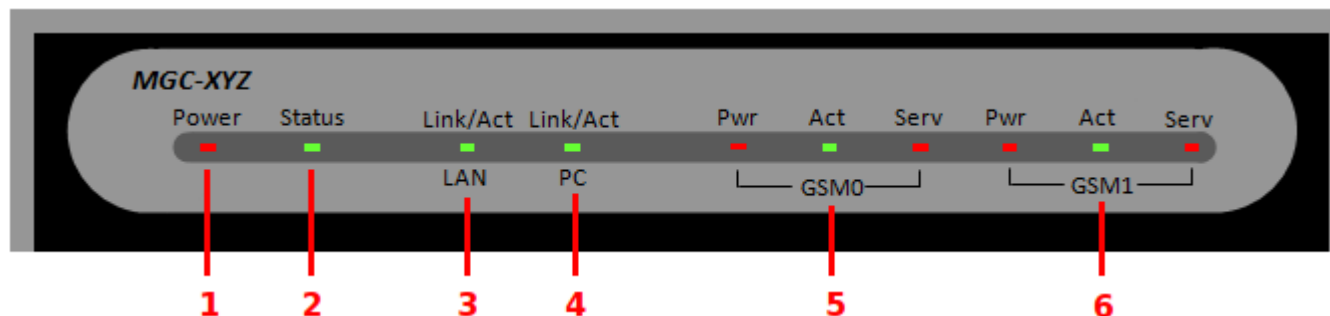 MGC-XYZ
Power Status Link/Act Link/Act Pwr Act Serv Pwr Act Serv
LAN PC GSM0 GSM1
1 2 3 4 5 6